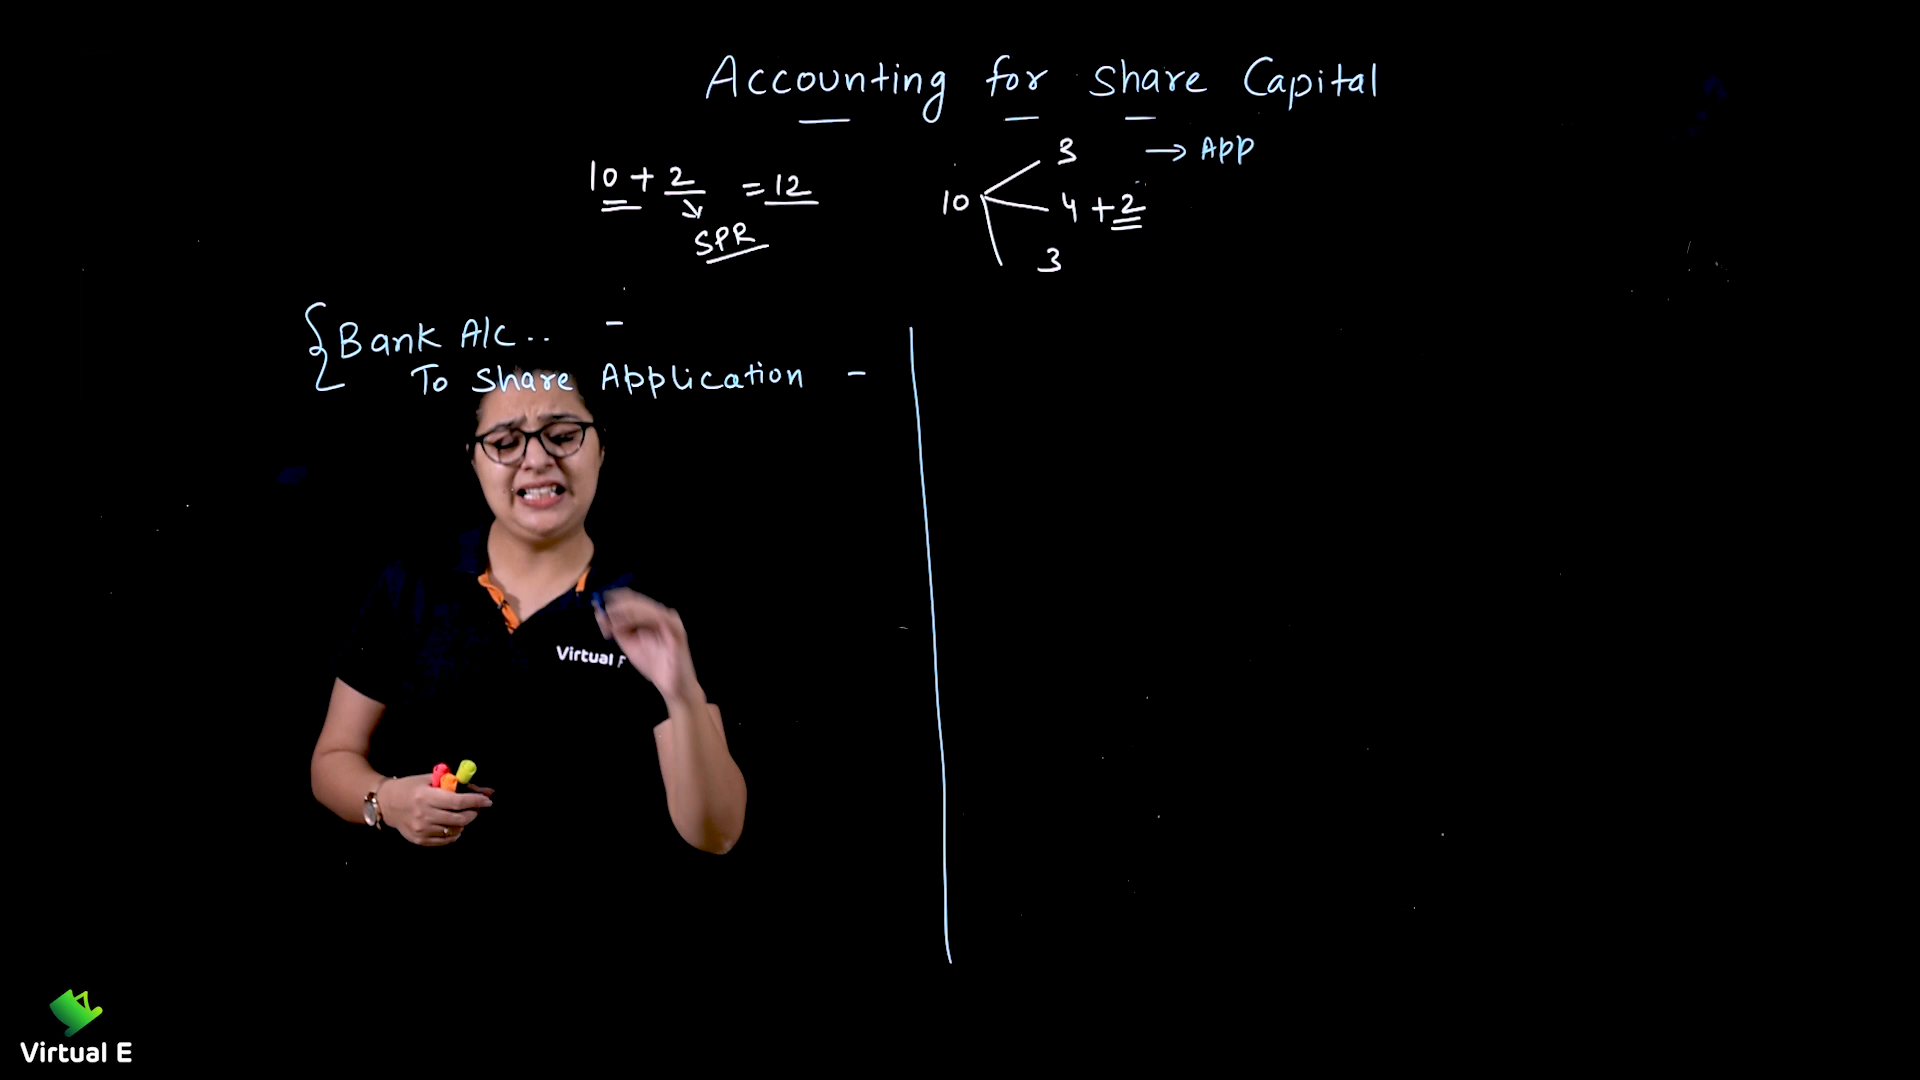 Accounting for Share Capital
10 + 2 = 12
SPR
10
3 → App
4 + 2
3
Bank A/c.. -
To Share Application -
Virtual
Virtual E